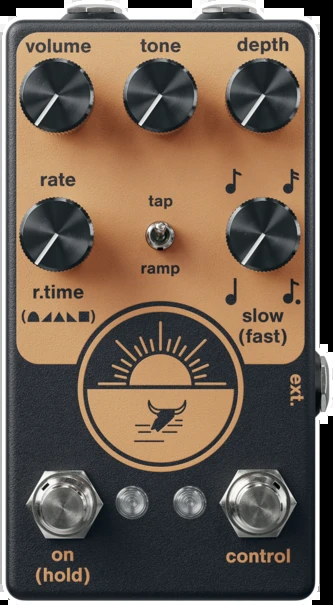 volume tone depth
rate
tap
ramp
r.time
slow
(fast)
ext.
on
(hold)
control